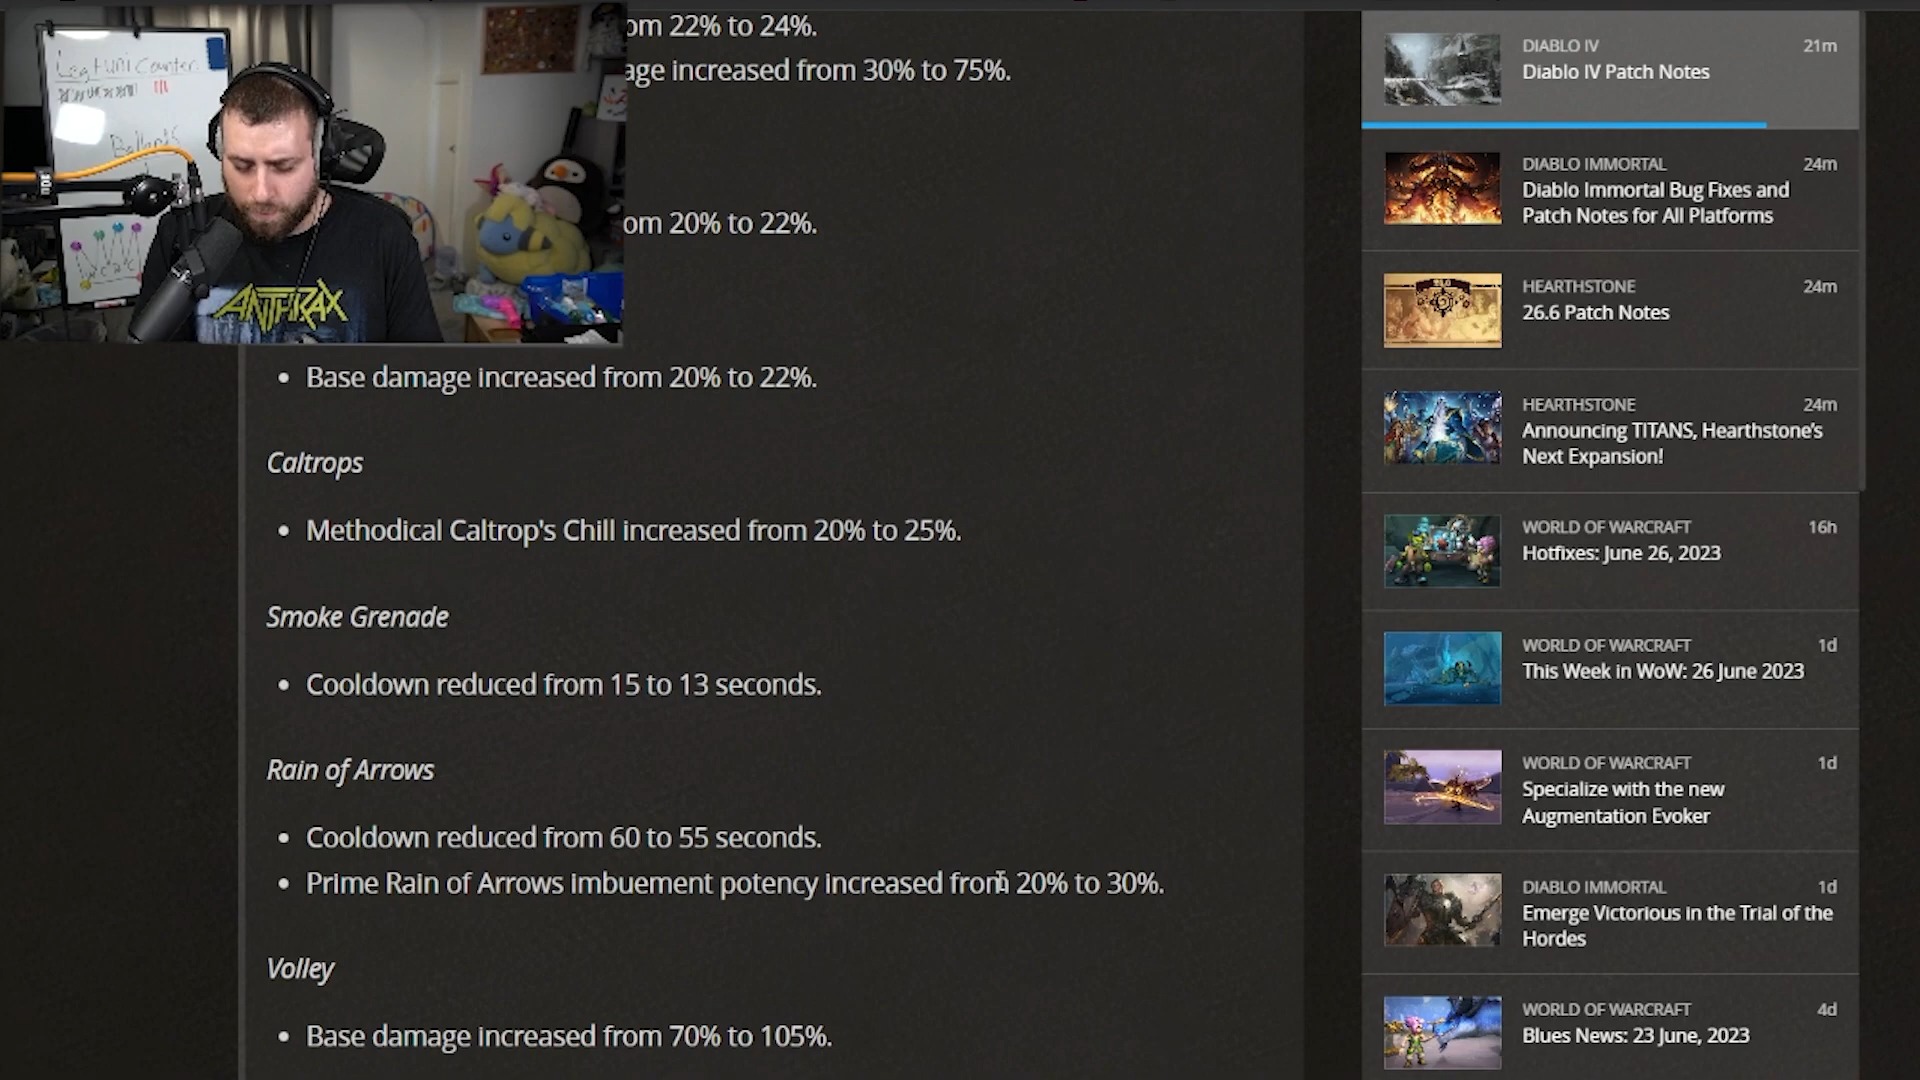 om 22% to 24%.
age increased from 30% to 75%.
om 20% to 22%.
Base damage increased from 20% to 22%.
Caltrops
Methodical Caltrop's Chill increased from 20% to 25%.
Smoke Grenade
Cooldown reduced from 15 to 13 seconds.
Rain of Arrows
Cooldown reduced from 60 to 55 seconds.
Prime Rain of Arrows imbuement potency increased from 20% to 30%.
Volley
Base damage increased from 70% to 105%.
Counter
ANTHRAX
DIABLO IV 21m
Diablo IV Patch Notes
DIABLO IMMORTAL 24m
Diablo Immortal Bug Fixes and
Patch Notes for All Platforms
HEARTHSTONE 24m
26.6 Patch Notes
HEARTHSTONE 24m
Announcing TITANS, Hearthstone's
Next Expansion!
WORLD OF WARCRAFT 16h
Hotfixes: June 26, 2023
WORLD OF WARCRAFT 1d
This Week in WoW: 26 June 2023
WORLD OF WARCRAFT 1d
Specialize with the new
Augmentation Evoker
DIABLO IMMORTAL 1d
Emerge Victorious in the Trial of the
Hordes
WORLD OF WARCRAFT 4d
Blues News: 23 June, 2023